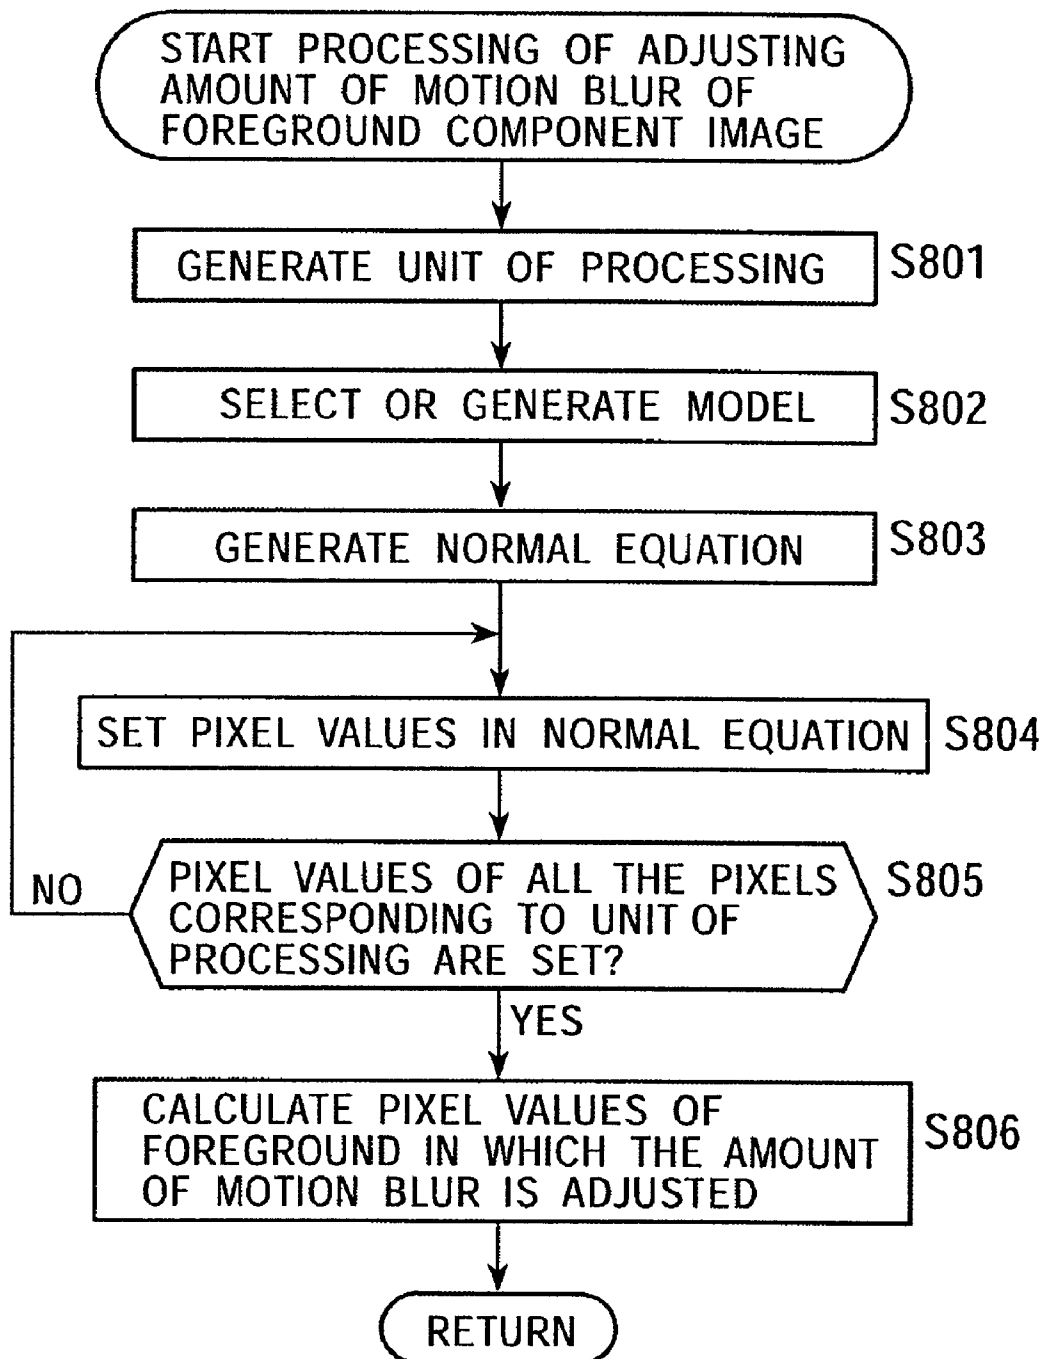 START PROCESSING OF ADJUSTING
AMOUNT OF MOTION BLUR OF
FOREGROUND COMPONENT IMAGE
GENERATE UNIT OF PROCESSING
S801
SELECT OR GENERATE MODEL
S802
GENERATE NORMAL EQUATION
S803
SET PIXEL VALUES IN NORMAL EQUATION
S804
PIXEL VALUES OF ALL THE PIXELS
CORRESPONDING TO UNIT OF
PROCESSING ARE SET?
S805
NO
YES
CALCULATE PIXEL VALUES OF
FOREGROUND IN WHICH THE AMOUNT
OF MOTION BLUR IS ADJUSTED
S806
RETURN